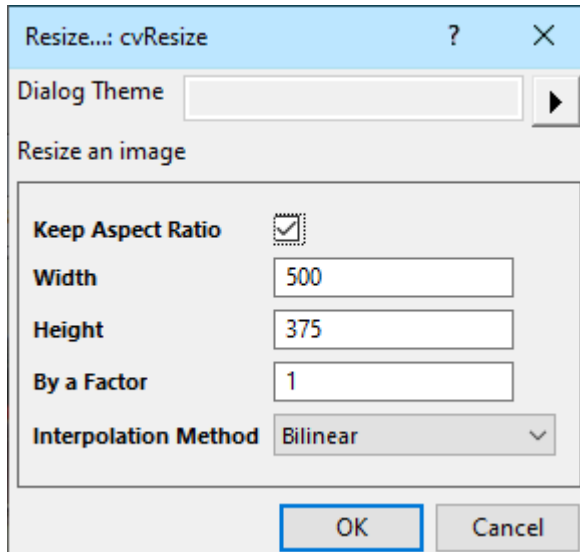 Resize...: cvResize ?
Dialog Theme
Resize an image
Keep Aspect Ratio
Width 500
Height 375
By a Factor 1
Interpolation Method Bilinear
OK Cancel